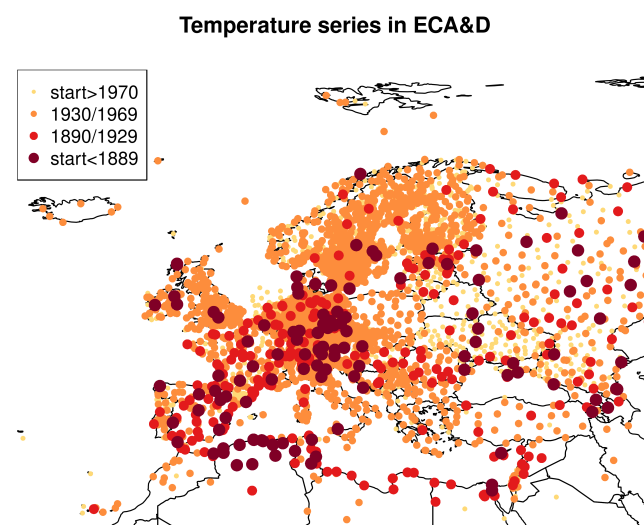 Temperature series in ECA&D
start>1970
1930/1969
1890/1929
start<1889